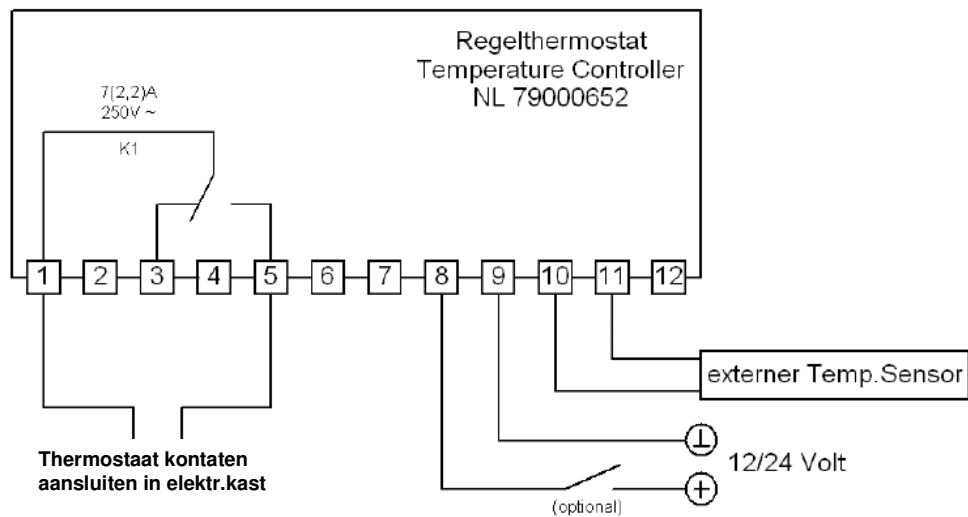 Regelthermostat
Temperature Controller
NL 79000652
7(2,2)A
250V ~
K1
1 2 3 4 5 6 7 8 9 10 11 12
externer Temp.Sensor
Thermostaat kontaten
aansluiten in elektr.kast
12/24 Volt
(optional)